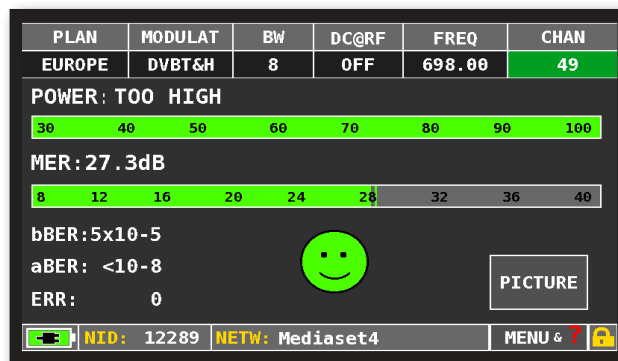 PLAN MODULAT BW DC@RF FREQ CHAN
EUROPE DVBT&H 8 OFF 698.00 49
POWER: TOO HIGH
30 40 50 60 70 80 90 100
MER:27.3dB
8 12 16 20 24 28 32 36 40
bBER:5x10-5
aBER: <10-8
PICTURE
ERR: 0
NID: 12289 NETW: Mediaset4 MENU & ?